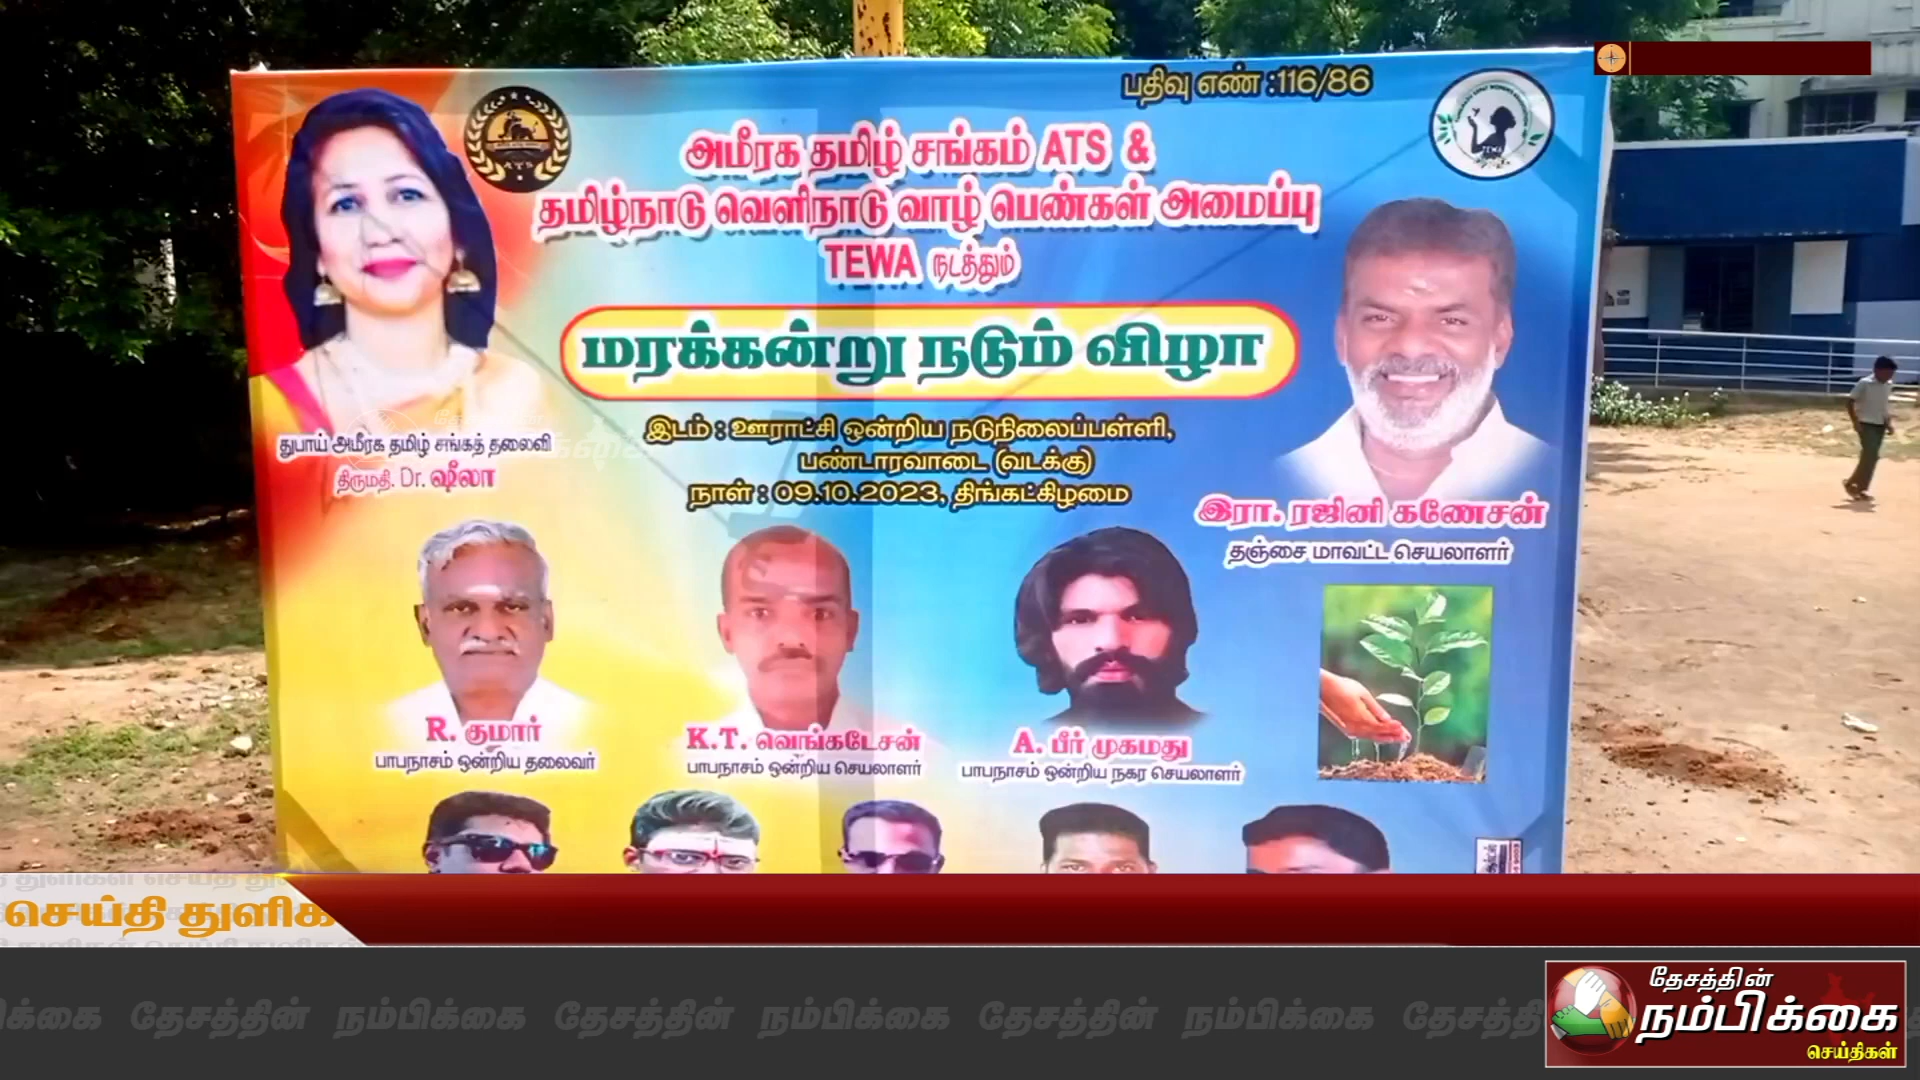 பதிவு எண் :116/86
அமீரக தமிழ் சங்கம் ATS &
தமிழ்நாடு வெளிநாடு வாழ் பெண்கள் அமைப்பு
TEWA நடத்தும்
மரக்கன்று நடும் விழா
இடம் : ஊராட்சி ஒன்றிய நடுநிலைப்பள்ளி,
பண்டாரவாடை (வடக்கு)
நாள் : 09.10.2023, திங்கட்கிழமை
துபாய் அமீரக தமிழ் சங்கத் தலைவி
திருமதி. Dr. ஷீலா
இரா. ரஜினி கணேசன்
தஞ்சை மாவட்ட செயலாளர்
R. குமார்
பாபநாசம் ஒன்றிய தலைவர்
K.T. வெங்கடேசன்
பாபநாசம் ஒன்றிய செயலாளர்
A. பீர் முகமது
பாபநாசம் ஒன்றிய நகர செயலாளர்
ATS
TEWA
செய்தி துளிக
தேசத்தின் நம்பிக்கை தேசத்தின் நம்பிக்கை தேசத்தின் நம்பிக்கை
தேசத்தின்
நம்பிக்கை
செய்திகள்